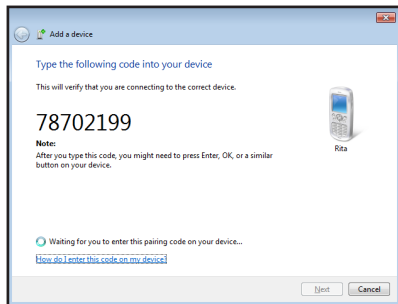 Add a device
Type the following code into your device
This will verify that you are connecting to the correct device.
78702199
Note:
After you type this code, you might need to press Enter, OK, or a similar
button on your device.
Rita
Waiting for you to enter this pairing code on your device...
How do I enter this code on my device?
Next Cancel